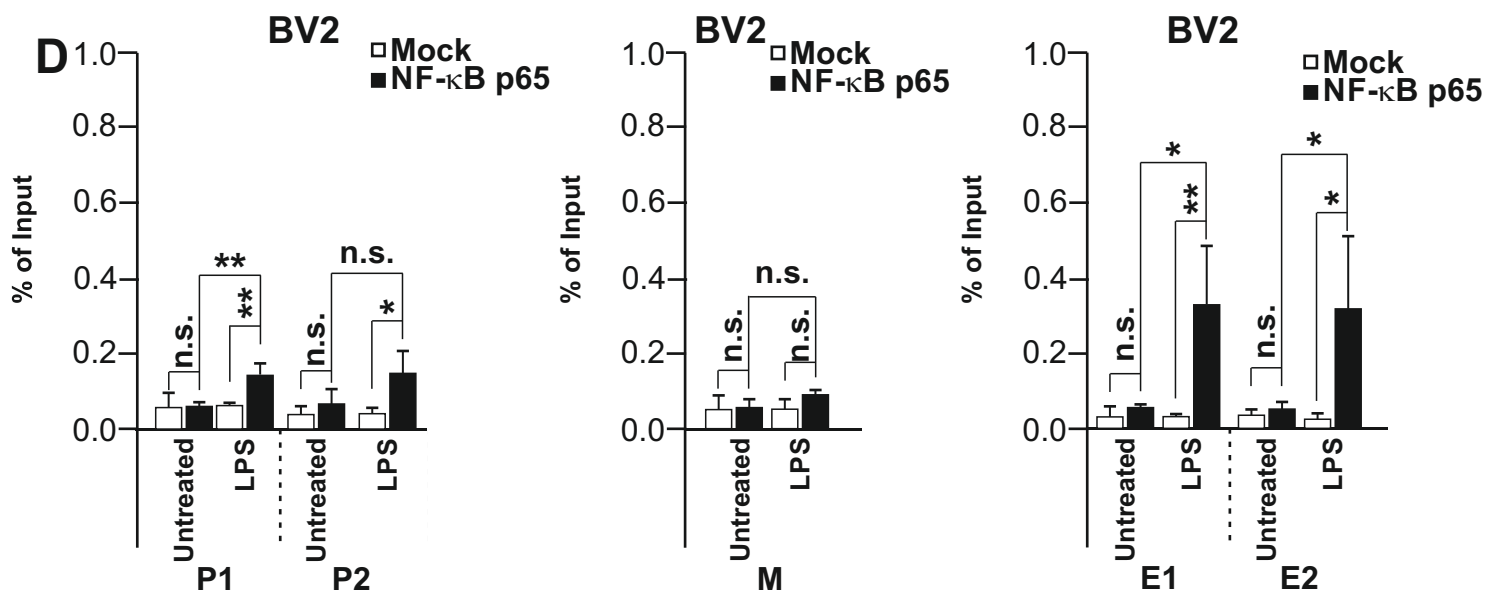 D
BV2
Mock
NF-κB p65
% of Input
1.0
0.8
0.6
0.4
0.2
0.0
n.s.
**
**
n.s.
n.s.
*
Untreated
LPS
Untreated
LPS
P1
P2
BV2
Mock
NF-κB p65
% of Input
1.0
0.8
0.6
0.4
0.2
0.0
n.s.
n.s.
n.s.
Untreated
LPS
M
BV2
Mock
NF-κB p65
% of Input
1.0
0.8
0.6
0.4
0.2
0.0
n.s.
*
**
n.s.
*
*
Untreated
LPS
Untreated
LPS
E1
E2